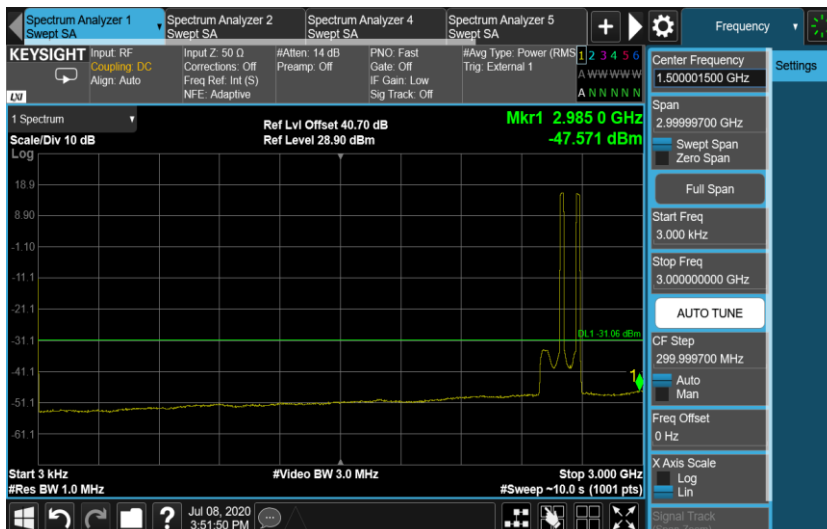 Spectrum Analyzer 1
Swept SA
Spectrum Analyzer 2
Swept SA
Spectrum Analyzer 4
Swept SA
Spectrum Analyzer 5
Swept SA
+
Frequency
KEYSIGHT
LXI
Input: RF
Coupling: DC
Align: Auto
Input Z: 50 Ω
Corrections: Off
Freq Ref: Int (S)
NFE: Adaptive
#Atten: 14 dB
Preamp: Off
PNO: Fast
Gate: Off
IF Gain: Low
Sig Track: Off
#Avg Type: Power (RMS
Trig: External 1
1 2 3 4 5 6
A W W W W W
A N N N N N
1 Spectrum
Scale/Div 10 dB
Ref Lvl Offset 40.70 dB
Ref Level 28.90 dBm
Mkr1 2.985 0 GHz
-47.571 dBm
Log
18.9
8.90
-1.10
-11.1
-21.1
-31.1
-41.1
-51.1
-61.1
DL1 -31.06 dBm
1
Start 3 kHz
#Res BW 1.0 MHz
#Video BW 3.0 MHz
Stop 3.000 GHz
#Sweep ~10.0 s (1001 pts)
Center Frequency
1.500001500 GHz
Span
2.99999700 GHz
Swept Span
Zero Span
Full Span
Start Freq
3.000 kHz
Stop Freq
3.000000000 GHz
AUTO TUNE
CF Step
299.999700 MHz
Auto
Man
Freq Offset
0 Hz
X Axis Scale
Log
Lin
Signal Track
Settings
?
Jul 08, 2020
3:51:50 PM